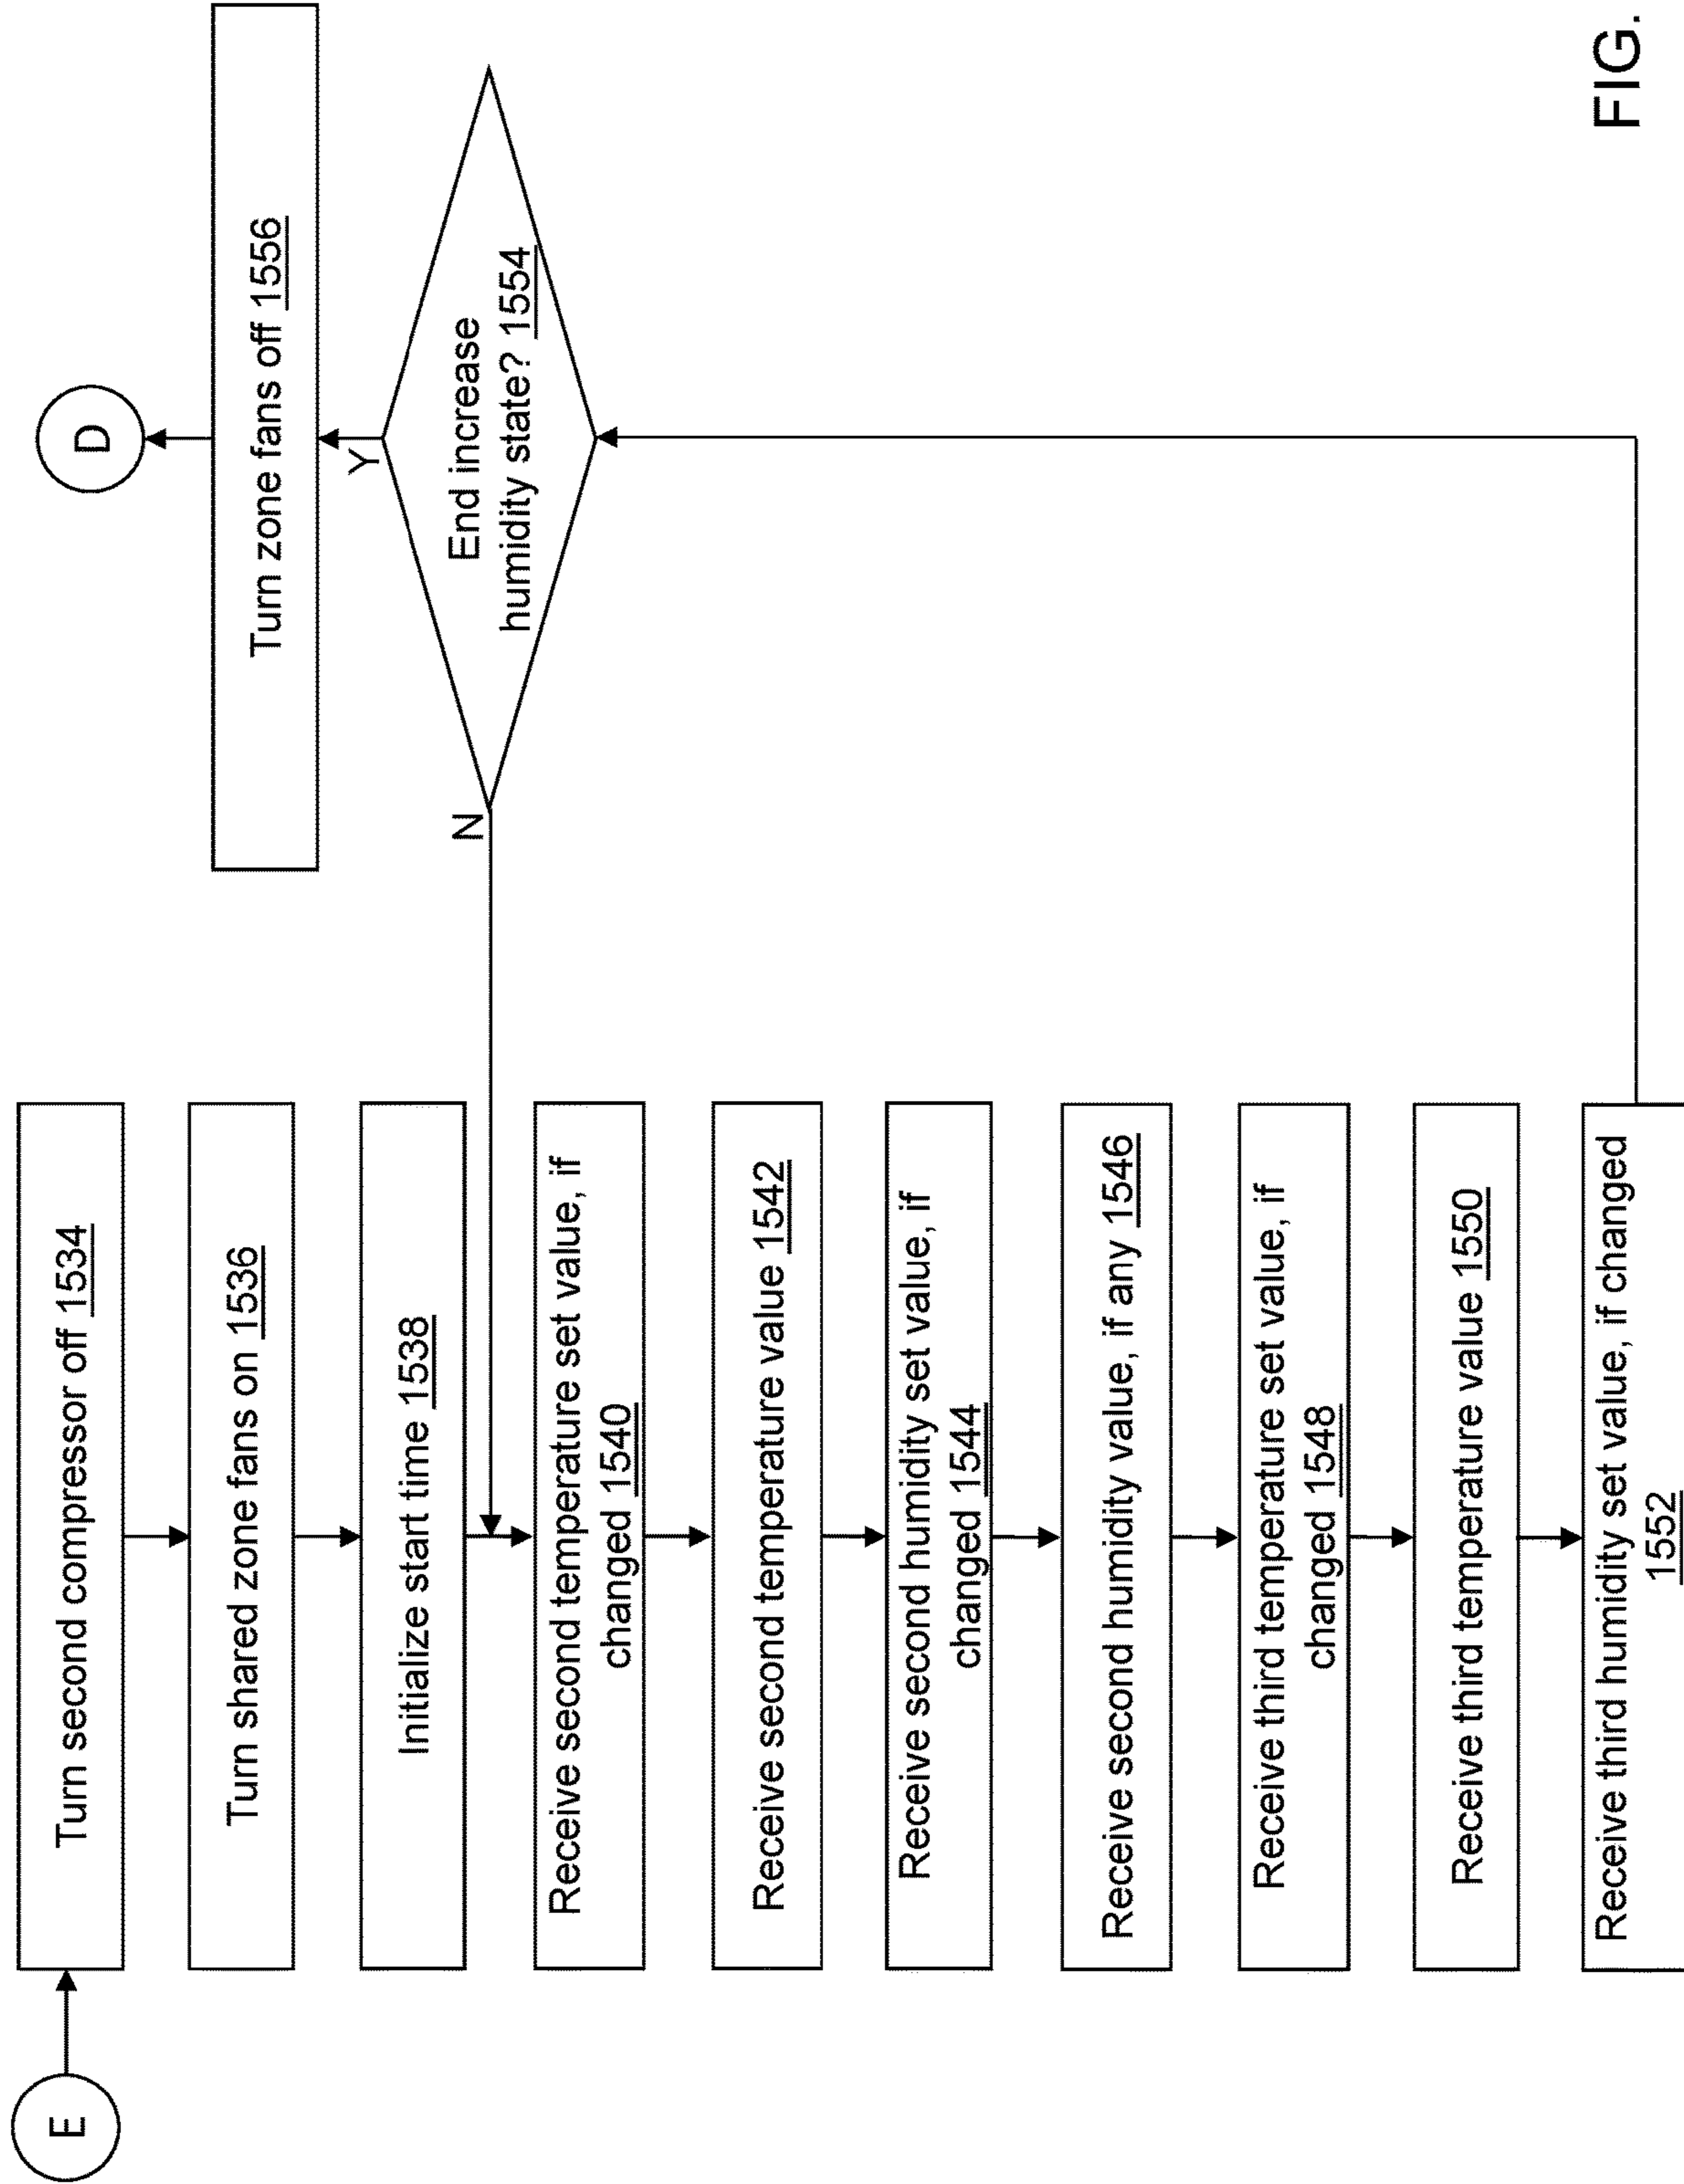 E
Turn second compressor off 1534
Turn shared zone fans on 1536
Initialize start time 1538
Receive second temperature set value, if
changed 1540
Receive second temperature value 1542
Receive second humidity set value, if
changed 1544
Receive second humidity value, if any 1546
Receive third temperature set value, if
changed 1548
Receive third temperature value 1550
Receive third humidity set value, if changed
1552
D
Turn zone fans off 1556
Y
End increase
humidity state? 1554
N
FIG.